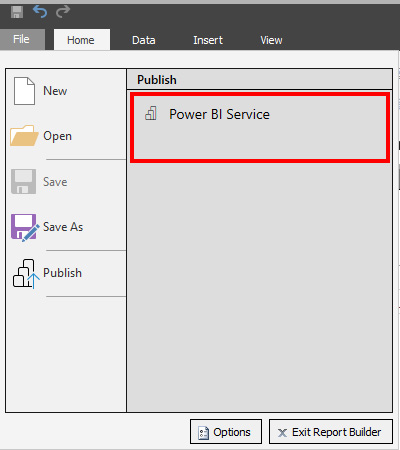 File Home Data Insert View
Publish
New
Power BI Service
Open
Save
Save As
Publish
Options Exit Report Builder